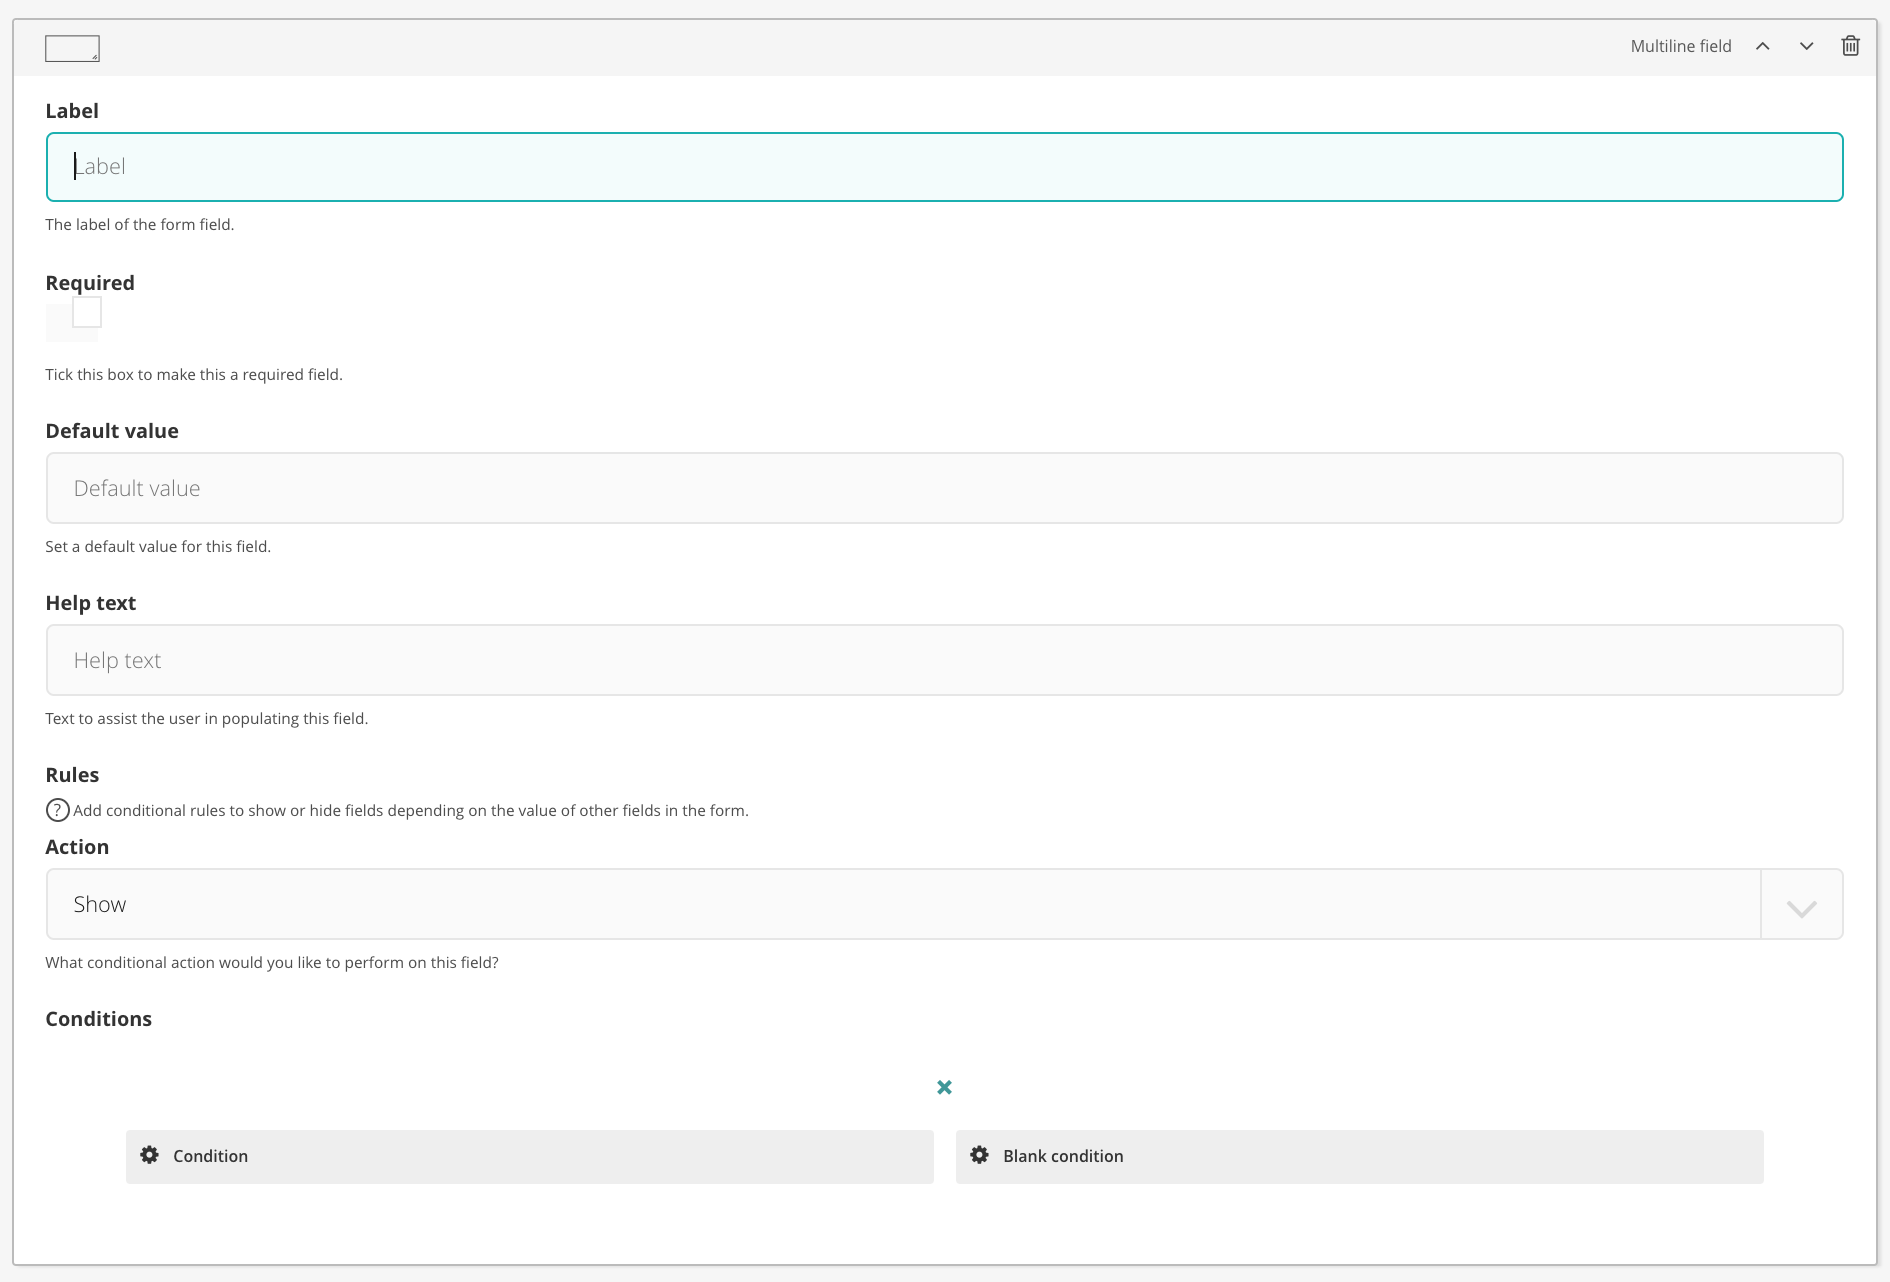 Multiline field
Label
Label
The label of the form field.
Required
Tick this box to make this a required field.
Default value
Default value
Set a default value for this field.
Help text
Help text
Text to assist the user in populating this field.
Rules
? Add conditional rules to show or hide fields depending on the value of other fields in the form.
Action
Show
What conditional action would you like to perform on this field?
Conditions
Condition
Blank condition